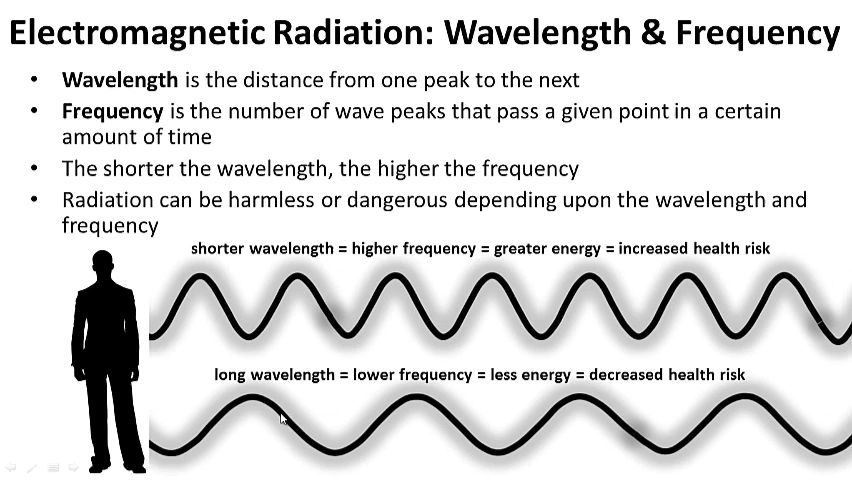 Electromagnetic Radiation: Wavelength & Frequency
• Wavelength is the distance from one peak to the next
• Frequency is the number of wave peaks that pass a given point in a certain
amount of time
• The shorter the wavelength, the higher the frequency
• Radiation can be harmless or dangerous depending upon the wavelength and
frequency
shorter wavelength = higher frequency = greater energy = increased health risk
long wavelength = lower frequency = less energy = decreased health risk